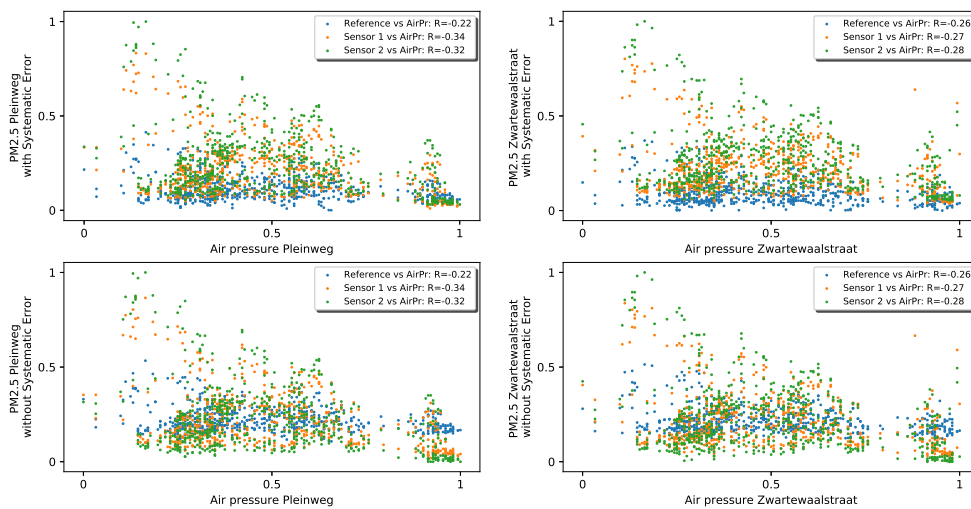 Reference vs AirPr: R=-0.22
Sensor 1 vs AirPr: R=-0.34
Sensor 2 vs AirPr: R=-0.32
1
0.5
0
PM2.5 Pleinweg
with Systematic Error
0
0.5
1
Air pressure Pleinweg
Reference vs AirPr: R=-0.26
Sensor 1 vs AirPr: R=-0.27
Sensor 2 vs AirPr: R=-0.28
1
0.5
0
PM2.5 Zwartewaalstraat
with Systematic Error
0
0.5
1
Air pressure Zwartewaalstraat
Reference vs AirPr: R=-0.22
Sensor 1 vs AirPr: R=-0.34
Sensor 2 vs AirPr: R=-0.32
1
0.5
0
PM2.5 Pleinweg
without Systematic Error
0
0.5
1
Air pressure Pleinweg
Reference vs AirPr: R=-0.26
Sensor 1 vs AirPr: R=-0.27
Sensor 2 vs AirPr: R=-0.28
1
0.5
0
PM2.5 Zwartewaalstraat
without Systematic Error
0
0.5
1
Air pressure Zwartewaalstraat